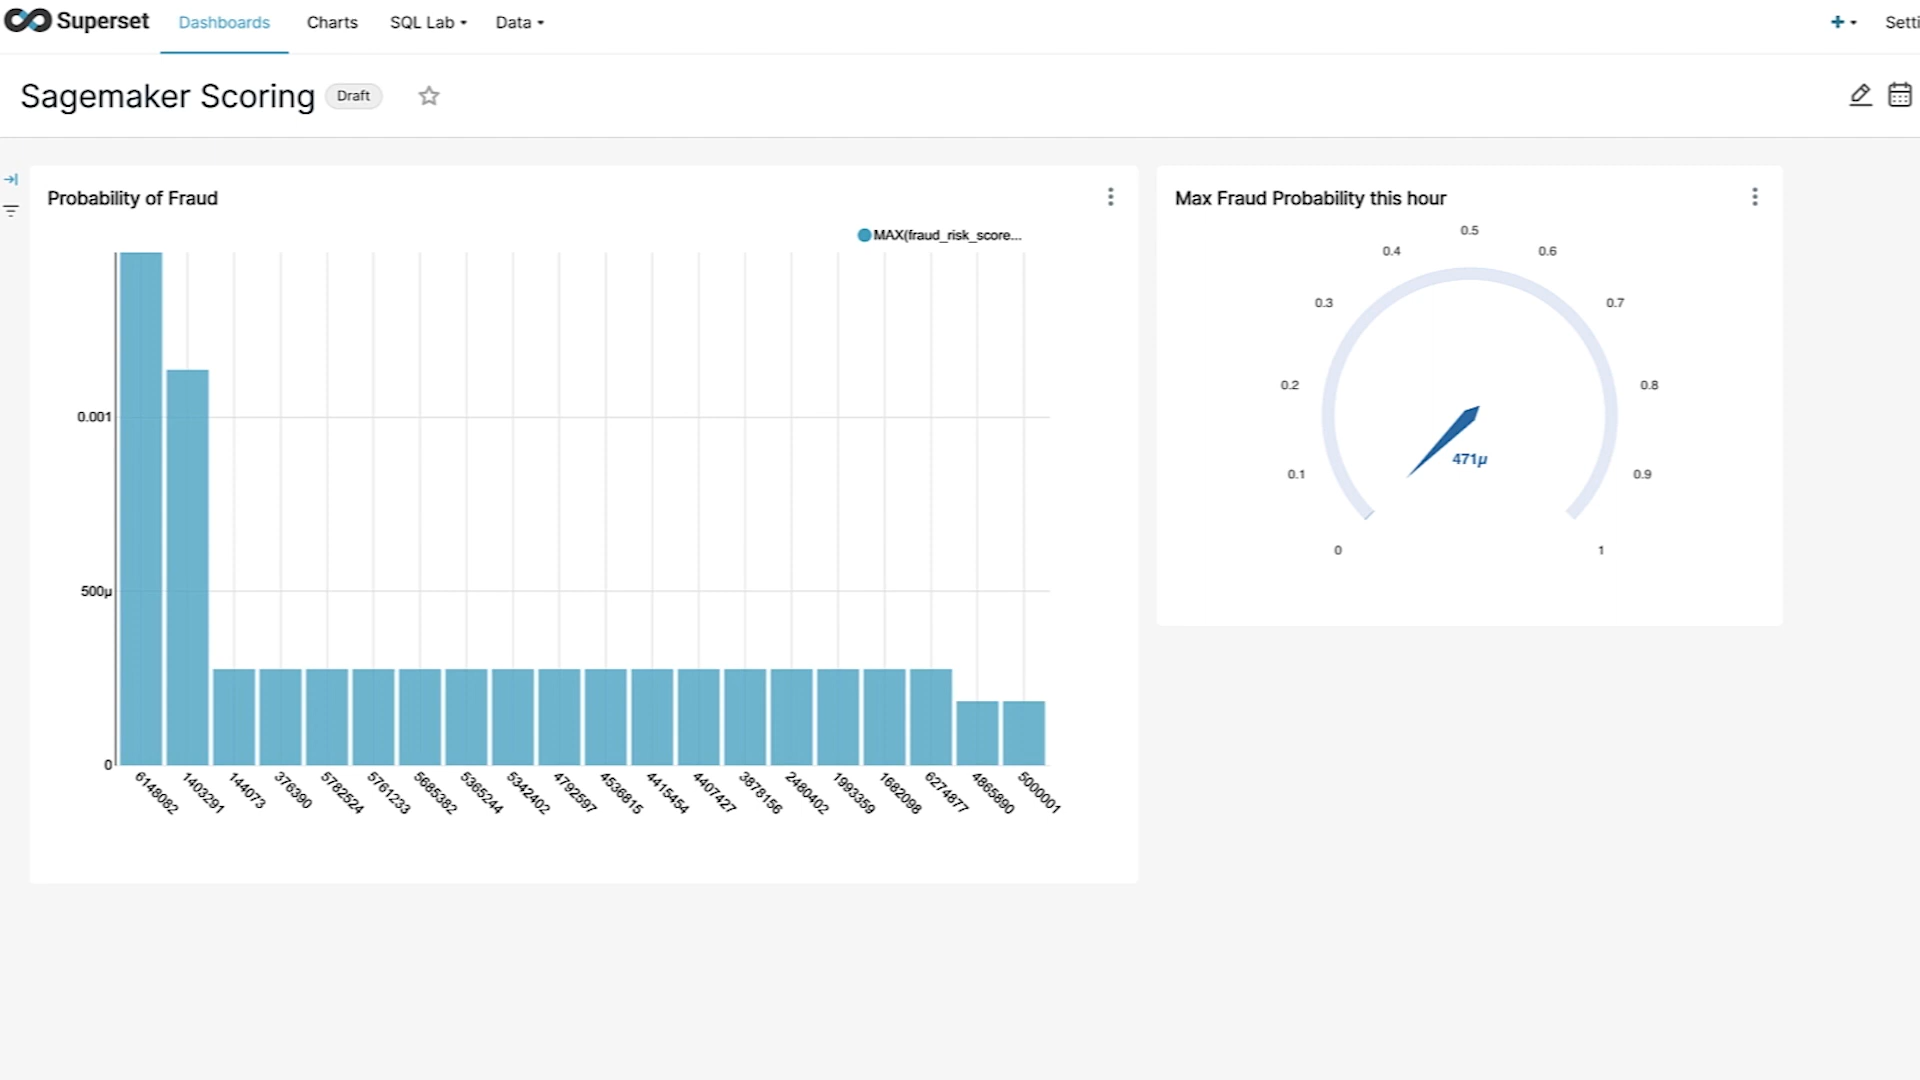 Superset Dashboards Charts SQL Lab Data + Setti
Sagemaker Scoring Draft
Probability of Fraud
MAX(fraud_risk_score...
0.001
500µ
0
6148082 1403291 144073 376390 5782524 5761233 5685382 5365244 5342402 4792597 4536815 4415454 4407427 3878156 2480402 1993359 1682098 6274877 4865890 5000001
Max Fraud Probability this hour
0.5
0.4 0.6
0.3 0.7
0.2 0.8
471µ
0.1 0.9
0 1